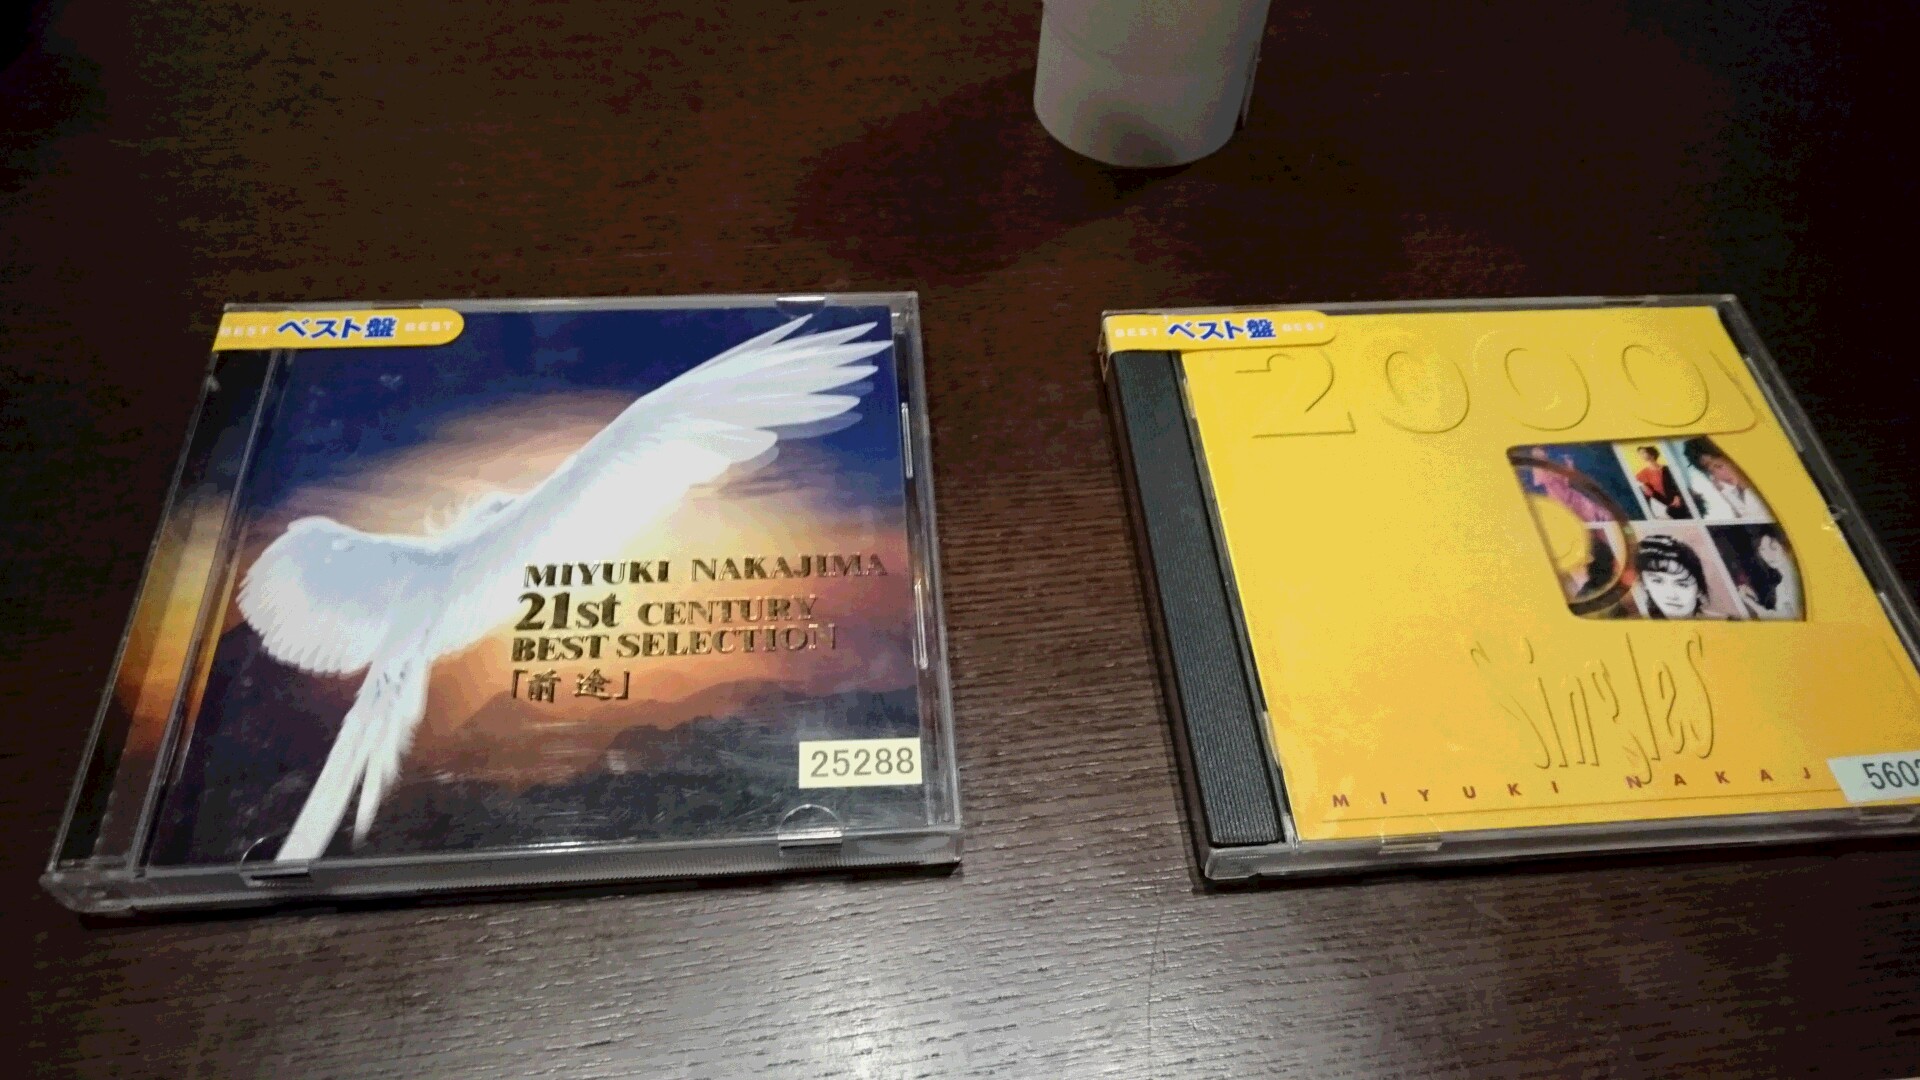 BEST ベスト盤 BEST
MIYUKI NAKAJIMA
21st CENTURY
BEST SELECTION
「前途」
25288
BEST ベスト盤 BEST
2000
Singles
MIYUKI NAKAJ
560